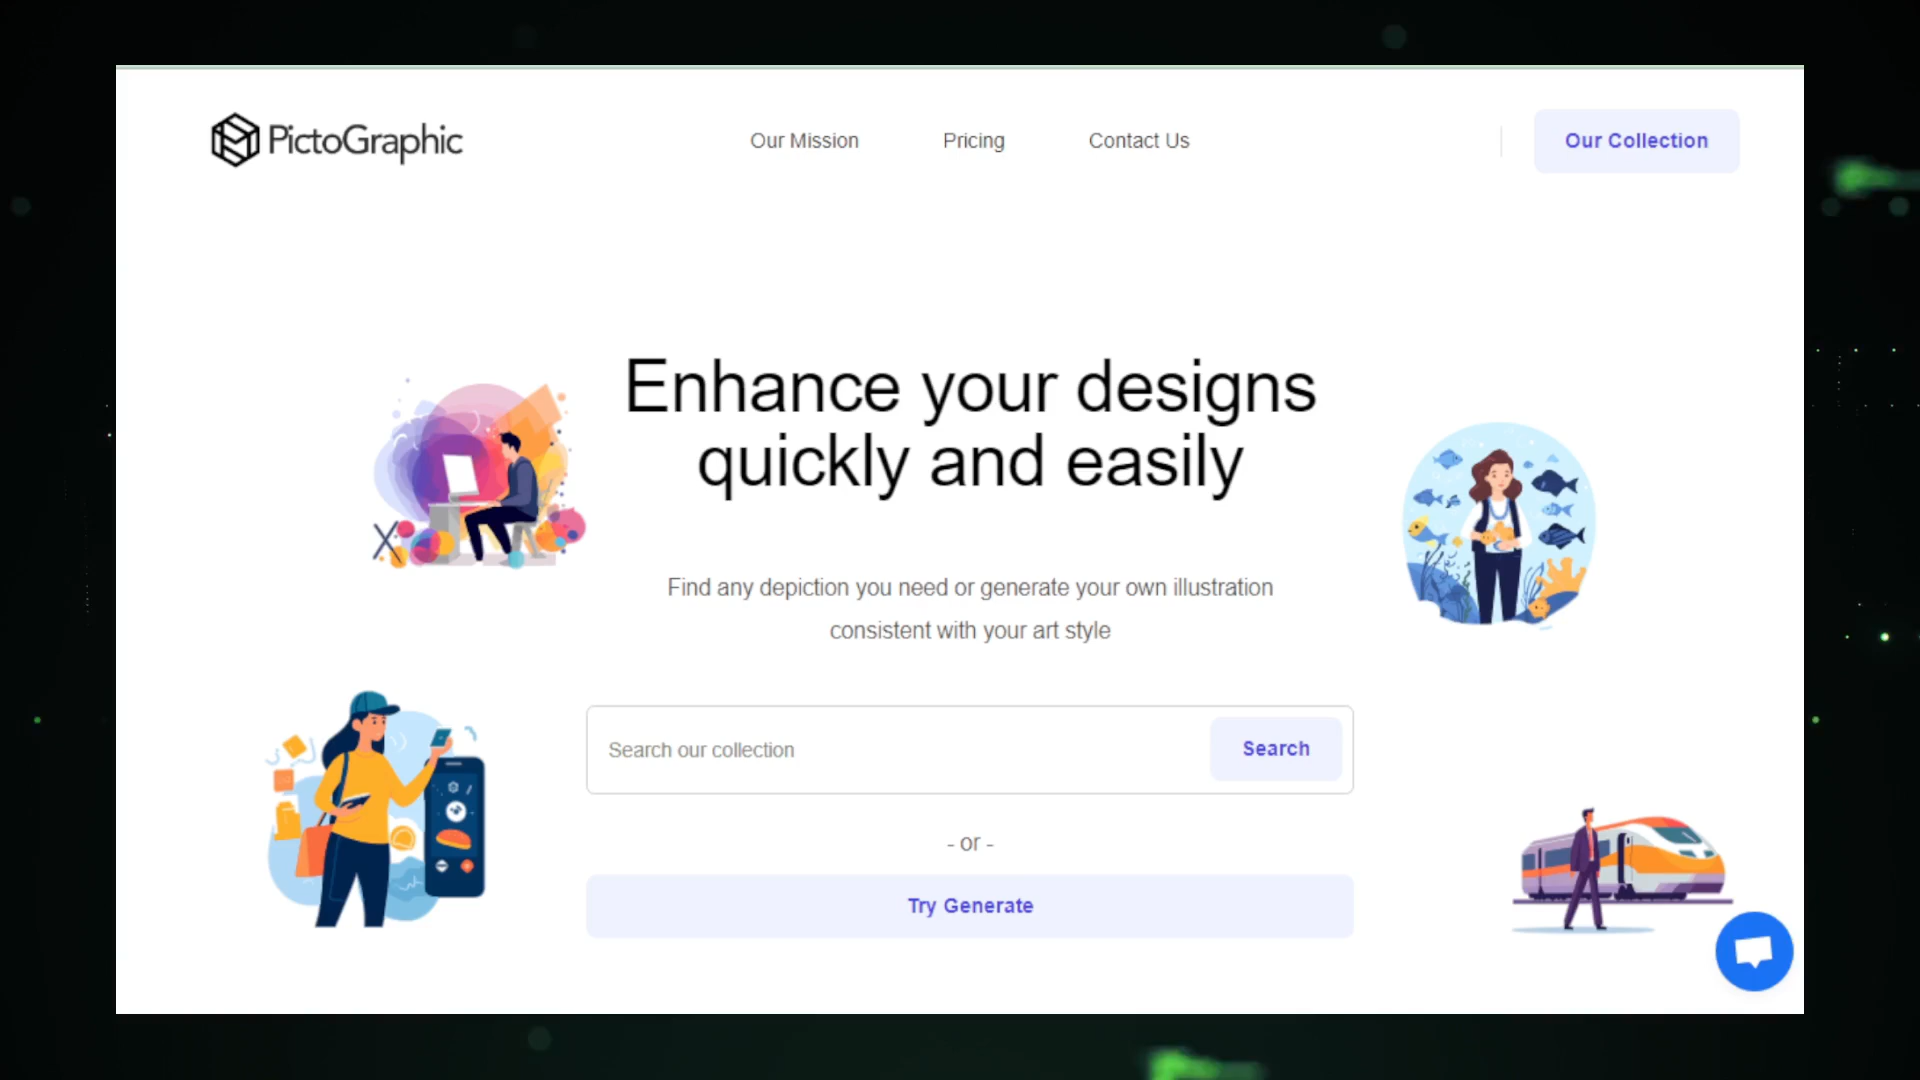 PictoGraphic
Our Mission
Pricing
Contact Us
Our Collection
Enhance your designs
quickly and easily
Find any depiction you need or generate your own illustration
consistent with your art style
Search our collection
Search
- or -
Try Generate